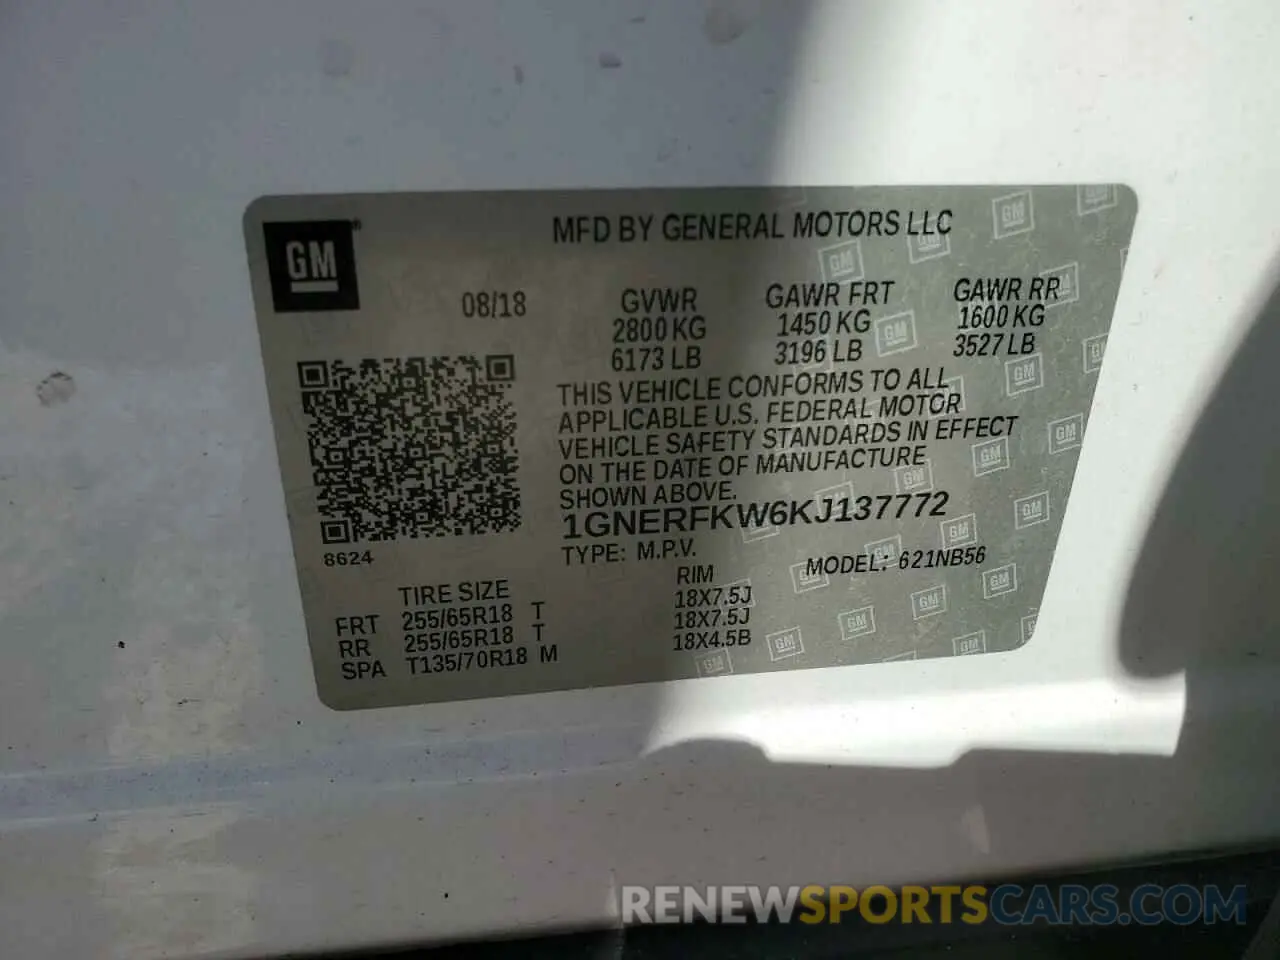 GM
MFD BY GENERAL MOTORS LLC
08/18
GVWR GAWR FRT GAWR RR
2800 KG 1450 KG 1600 KG
6173 LB 3196 LB 3527 LB
THIS VEHICLE CONFORMS TO ALL
APPLICABLE U.S. FEDERAL MOTOR
VEHICLE SAFETY STANDARDS IN EFFECT
ON THE DATE OF MANUFACTURE
SHOWN ABOVE.
1GNERFKW6KJ137772
8624
TYPE: M.P.V. MODEL: 621NB56
TIRE SIZE RIM
FRT 255/65R18 T 18X7.5J
RR 255/65R18 T 18X7.5J
SPA T135/70R18 M 18X4.5B
RENEWSPORTSCARS.COM